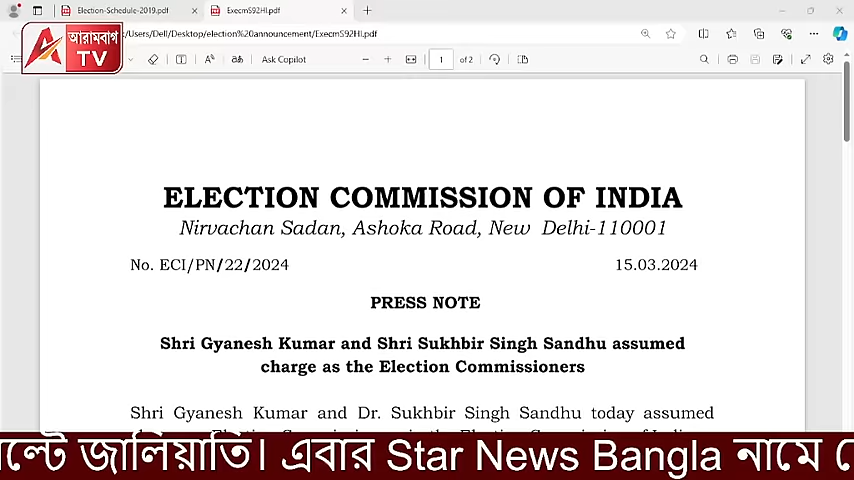 Election-Schedule-2019.pdf
ExecmS92HI.pdf
/Users/Dell/Desktop/election%20announcement/ExecmS92HI.pdf
আরামবাগ
TV
Ask Copilot
1 of 2
ELECTION COMMISSION OF INDIA
Nirvachan Sadan, Ashoka Road, New Delhi-110001
No. ECI/PN/22/2024 15.03.2024
PRESS NOTE
Shri Gyanesh Kumar and Shri Sukhbir Singh Sandhu assumed
charge as the Election Commissioners
Shri Gyanesh Kumar and Dr. Sukhbir Singh Sandhu today assumed
জালিয়াতি। এবার Star News Bangla নামে